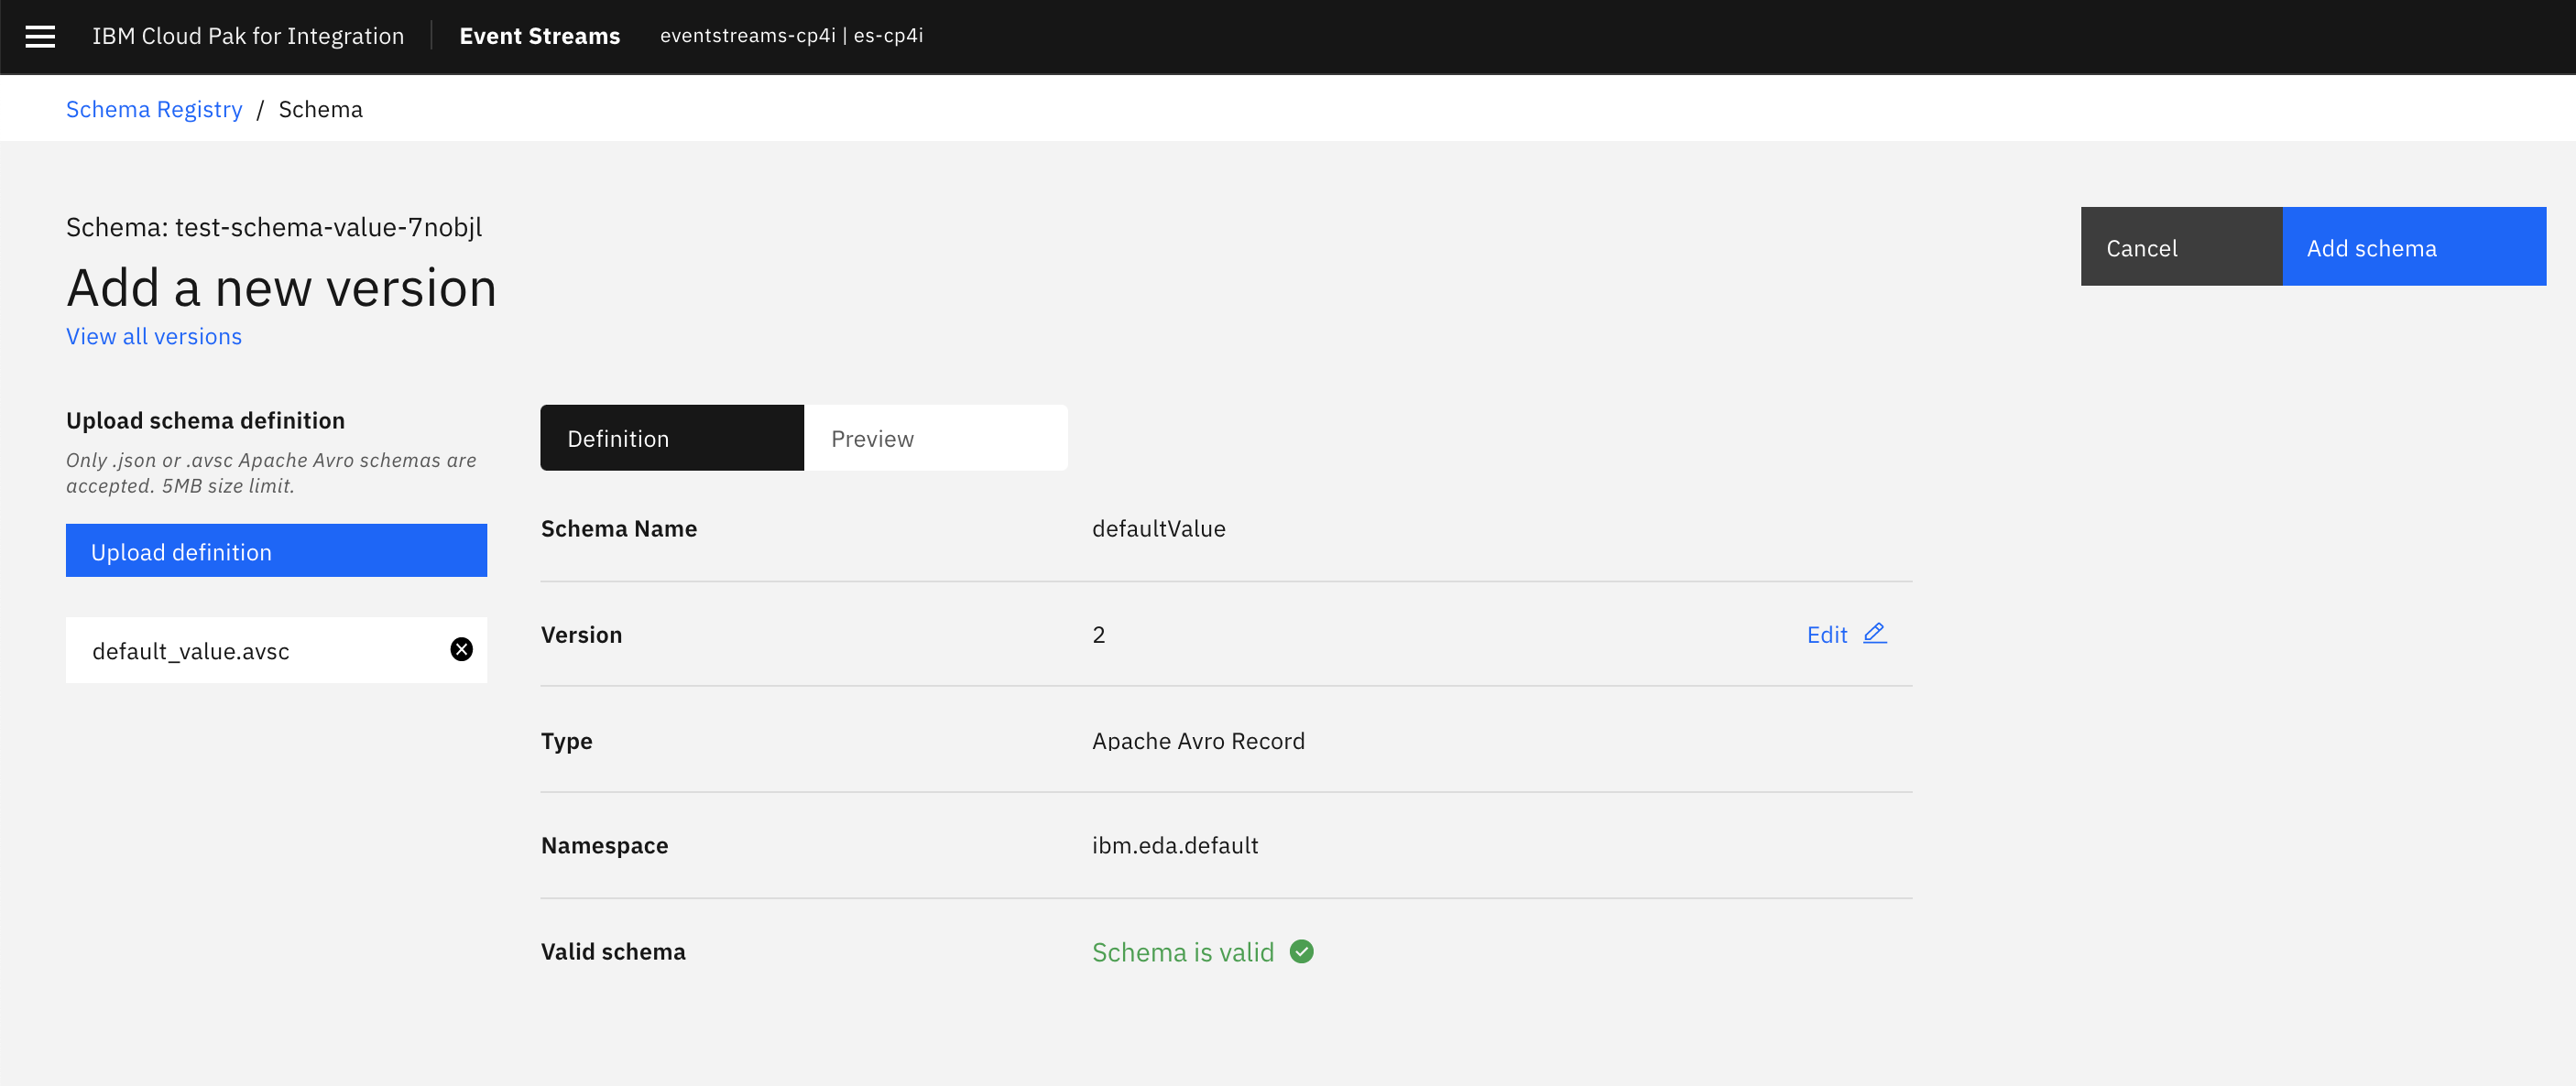 IBM Cloud Pak for Integration | Event Streams eventstreams-cp4i | es-cp4i
Schema Registry / Schema
Schema: test-schema-value-7nobjl
Add a new version
View all versions
Cancel Add schema
Upload schema definition
Only .json or .avsc Apache Avro schemas are
accepted. 5MB size limit.
Upload definition
default_value.avsc
Definition Preview
Schema Name defaultValue
Version 2 Edit
Type Apache Avro Record
Namespace ibm.eda.default
Valid schema Schema is valid